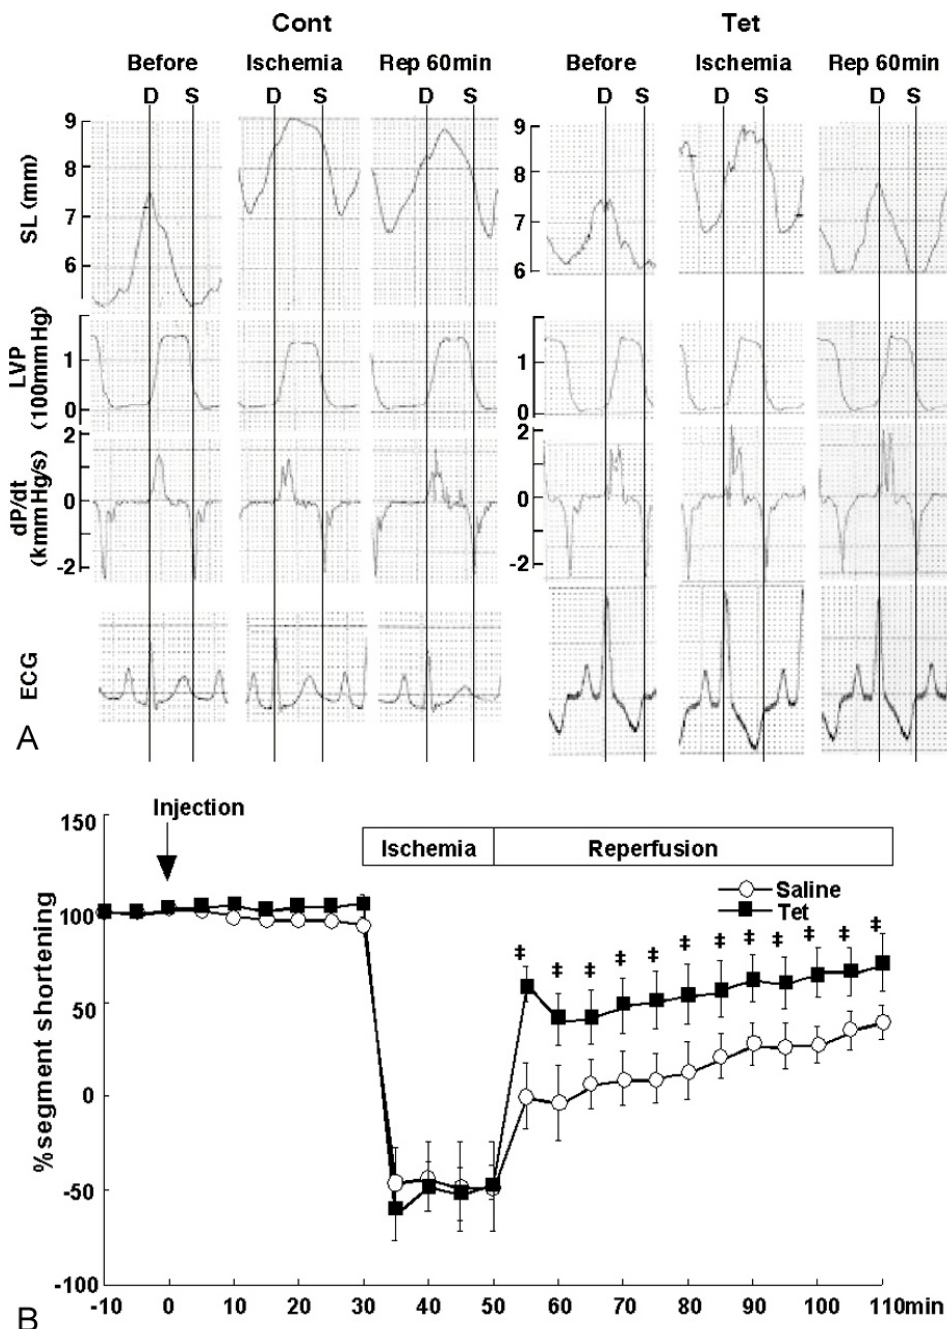 Cont Tet
Before Ischemia Rep 60min Before Ischemia Rep 60min
D S D S D S D S D S D S
SL (mm)
9
8
7
6
9
8
7
6
LVP
(100mm Hg)
1
0
1
0
dP/dt
(kmm Hg/s)
2
0
-2
2
0
-2
ECG
A
Injection
Ischemia Reperfusion
Saline
Tet
‡ ‡ ‡ ‡ ‡ ‡ ‡ ‡ ‡ ‡ ‡ ‡
%segment shortening
150
100
50
0
-50
-100
-10 0 10 20 30 40 50 60 70 80 90 100 110min
B